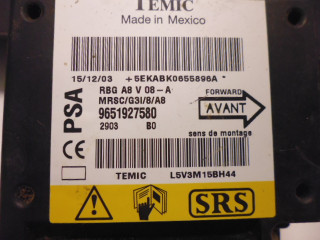 TEMIC
Made in Mexico
15/12/03 +5EKABK0655896A*
PSA
RBG A8 V 08-A
MRSC/G3I/8/A8
9651927580
2903 B0
FORWARD
AVANT
sens de montage
CE
TEMIC L5V3M15BH44
SRS